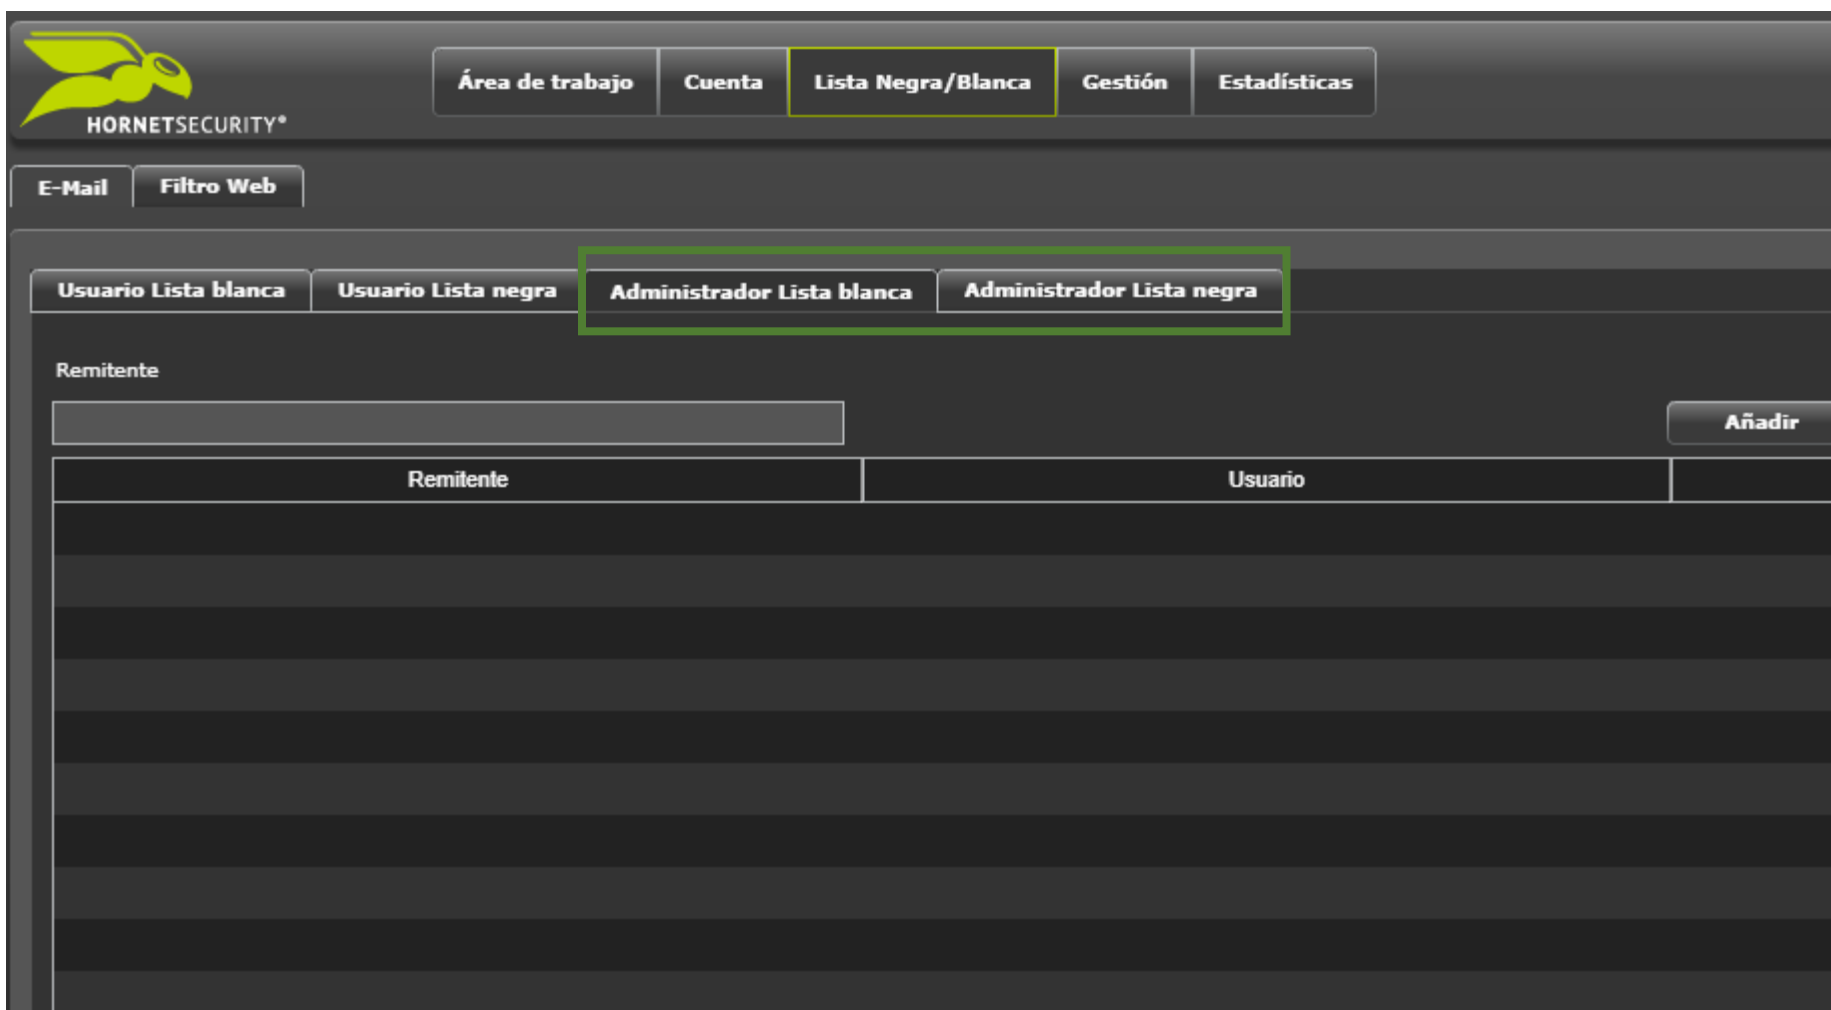 Área de trabajo Cuenta Lista Negra/Blanca Gestión Estadísticas
HORNETSECURITY®
E-Mail Filtro Web
Usuario Lista blanca Usuario Lista negra Administrador Lista blanca Administrador Lista negra
Remitente
Añadir
Remitente Usuario